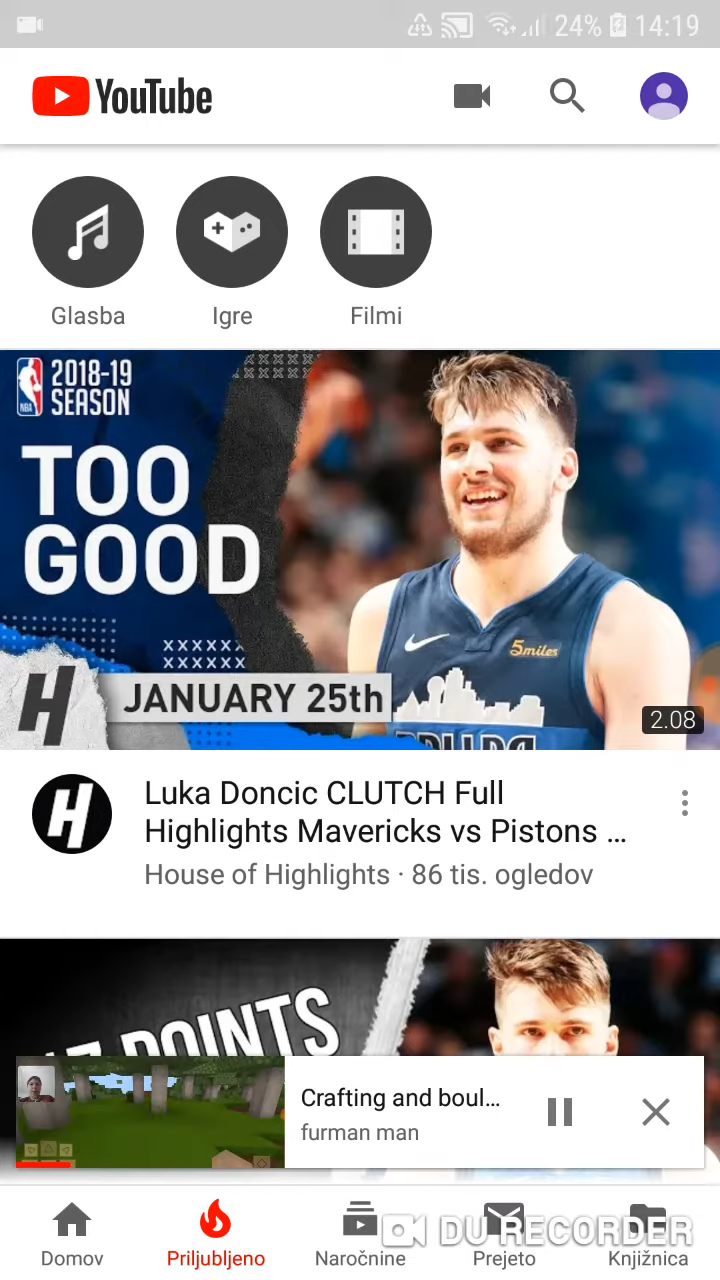 24% 14:19
YouTube
Glasba Igre Filmi
NBA
2018-19
SEASON
TOO
GOOD
5miles
H JANUARY 25th
2.08
H
Luka Doncic CLUTCH Full
Highlights Mavericks vs Pistons ...
House of Highlights · 86 tis. ogledov
POINTS
Crafting and boul...
furman man
DU RECORDER
Domov Priljubljeno Naročnine Prejeto Knjižnica